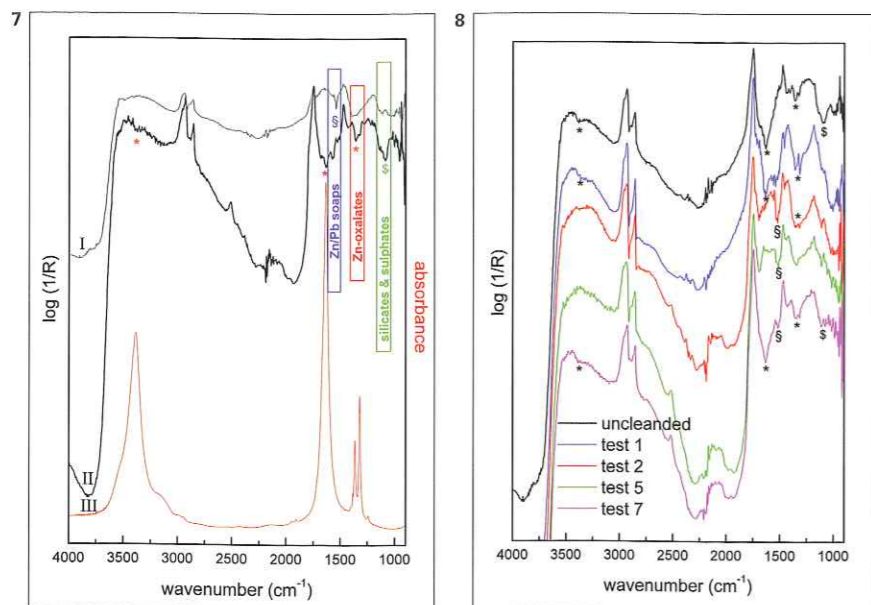 7
log (1/R)
absorbance
Zn/Pb soaps
Zn-oxalates
silicates & sulphates
§
*
*
*
$
I
II
III
4000 3500 3000 2500 2000 1500 1000
wavenumber (cm⁻¹)
8
log (1/R)
* * * $
* * *
* §
§
* * § * $
uncleanded
test 1
test 2
test 5
test 7
4000 3500 3000 2500 2000 1500 1000
wavenumber (cm⁻¹)